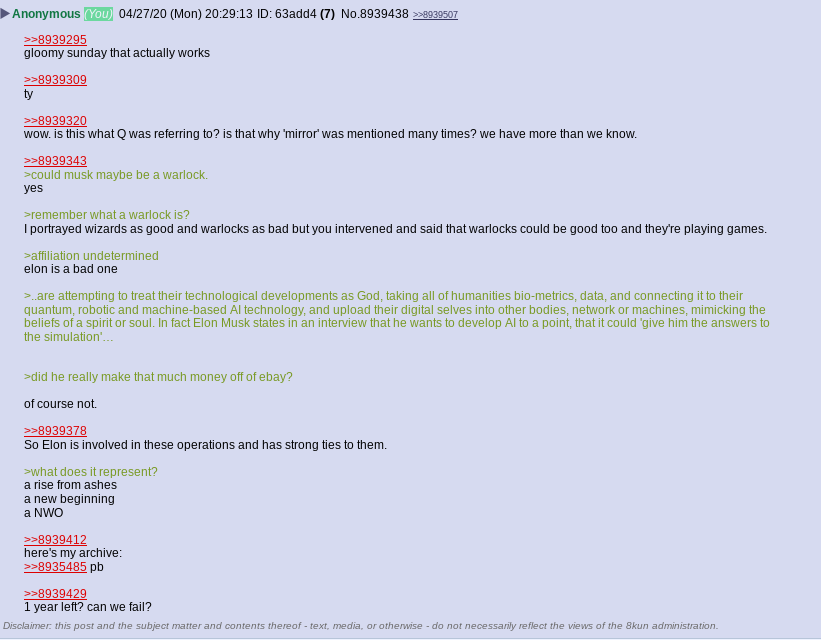 Anonymous (You) 04/27/20 (Mon) 20:29:13 ID: 63add4 (7) No.8939438 >>8939507
>>8939295
gloomy sunday that actually works
>>8939309
ty
>>8939320
wow. is this what Q was referring to? is that why 'mirror' was mentioned many times? we have more than we know.
>>8939343
>could musk maybe be a warlock.
yes
>remember what a warlock is?
I portrayed wizards as good and warlocks as bad but you intervened and said that warlocks could be good too and they're playing games.
>affiliation undetermined
elon is a bad one
>..are attempting to treat their technological developments as God, taking all of humanities bio-metrics, data, and connecting it to their
quantum, robotic and machine-based AI technology, and upload their digital selves into other bodies, network or machines, mimicking the
beliefs of a spirit or soul. In fact Elon Musk states in an interview that he wants to develop AI to a point, that it could 'give him the answers to
the simulation'…
>did he really make that much money off of ebay?
of course not.
>>8939378
So Elon is involved in these operations and has strong ties to them.
>what does it represent?
a rise from ashes
a new beginning
a NWO
>>8939412
here's my archive:
>>8935485 pb
>>8939429
1 year left? can we fail?
Disclaimer: this post and the subject matter and contents thereof - text, media, or otherwise - do not necessarily reflect the views of the 8kun administration.